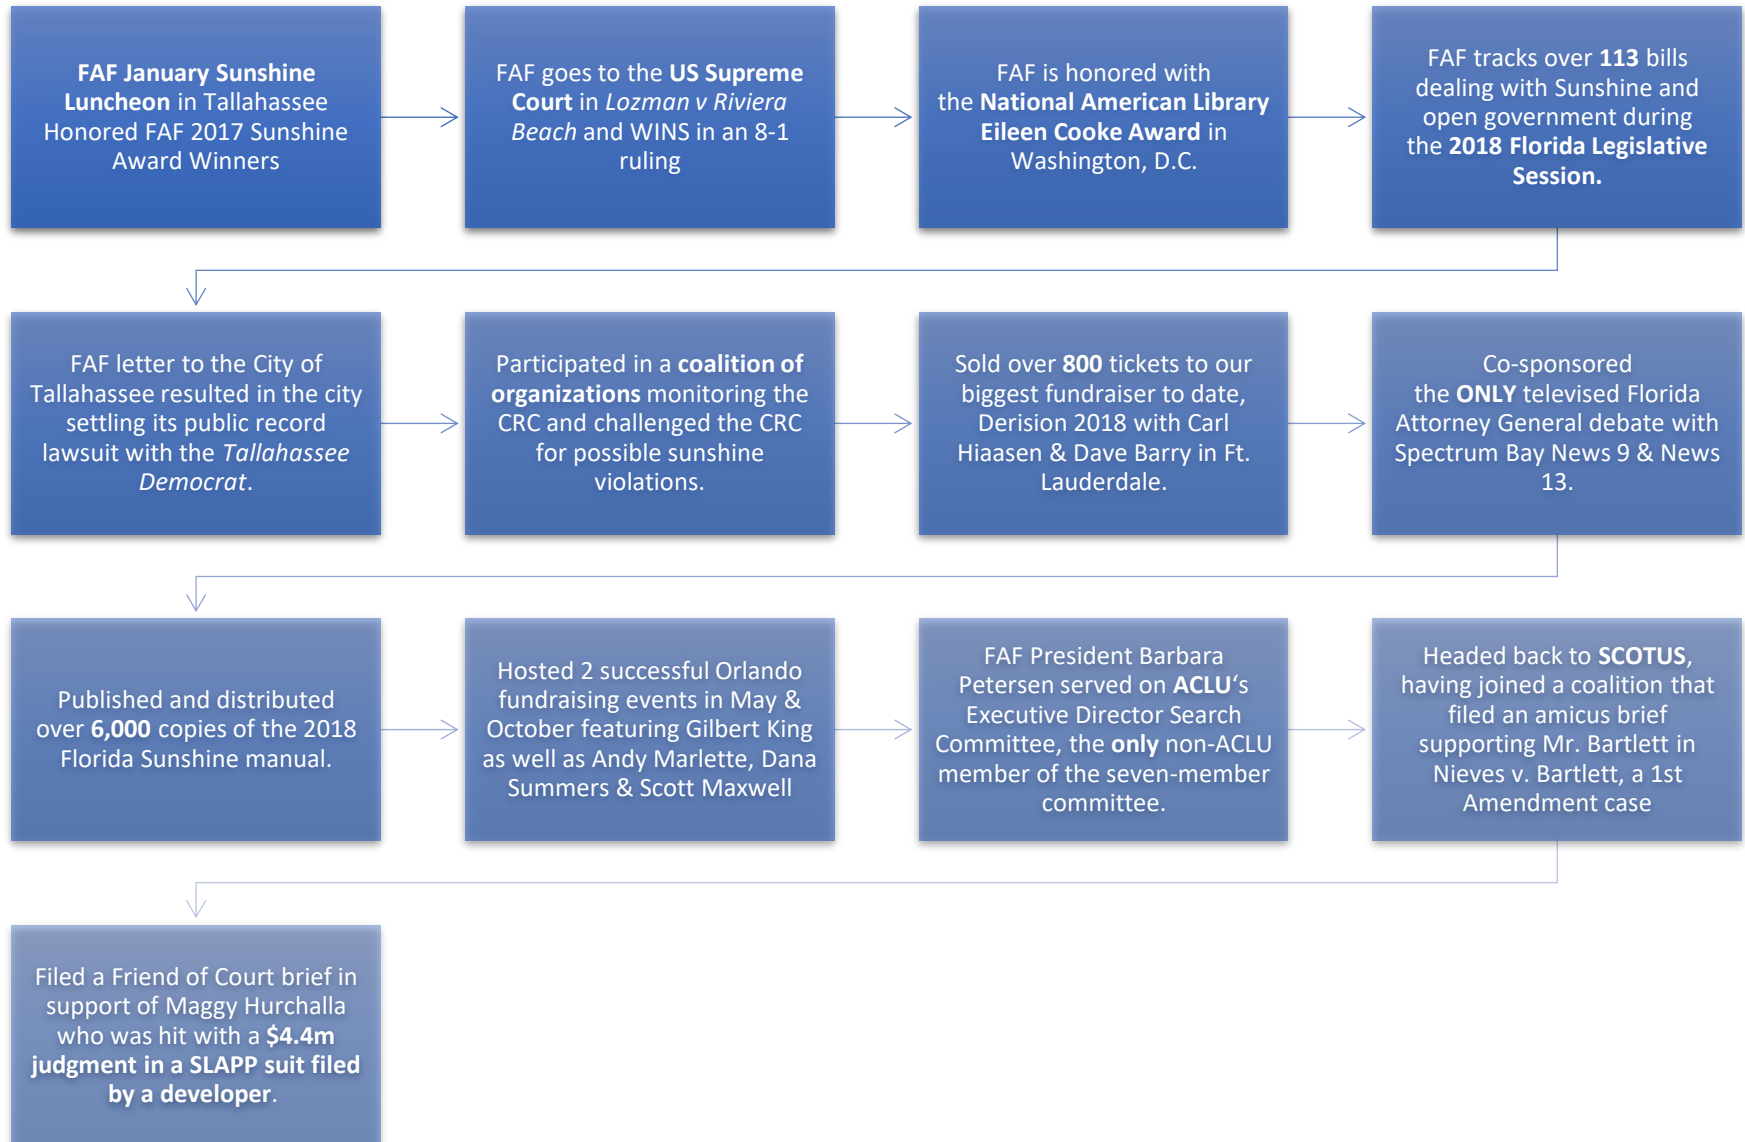 FAF January Sunshine
Luncheon in Tallahassee
Honored FAF 2017 Sunshine
Award Winners
FAF goes to the US Supreme
Court in Lozman v Riviera
Beach and WINS in an 8-1
ruling
FAF is honored with
the National American Library
Eileen Cooke Award in
Washington, D.C.
FAF tracks over 113 bills
dealing with Sunshine and
open government during
the 2018 Florida Legislative
Session.
FAF letter to the City of
Tallahassee resulted in the city
settling its public record
lawsuit with the Tallahassee
Democrat.
Participated in a coalition of
organizations monitoring the
CRC and challenged the CRC
for possible sunshine
violations.
Sold over 800 tickets to our
biggest fundraiser to date,
Derision 2018 with Carl
Hiaasen & Dave Barry in Ft.
Lauderdale.
Co-sponsored
the ONLY televised Florida
Attorney General debate with
Spectrum Bay News 9 & News
13.
Published and distributed
over 6,000 copies of the 2018
Florida Sunshine manual.
Hosted 2 successful Orlando
fundraising events in May &
October featuring Gilbert King
as well as Andy Marlette, Dana
Summers & Scott Maxwell
FAF President Barbara
Petersen served on ACLU‘s
Executive Director Search
Committee, the only non-ACLU
member of the seven-member
committee.
Headed back to SCOTUS,
having joined a coalition that
filed an amicus brief
supporting Mr. Bartlett in
Nieves v. Bartlett, a 1st
Amendment case
Filed a Friend of Court brief in
support of Maggy Hurchalla
who was hit with a $4.4m
judgment in a SLAPP suit filed
by a developer.